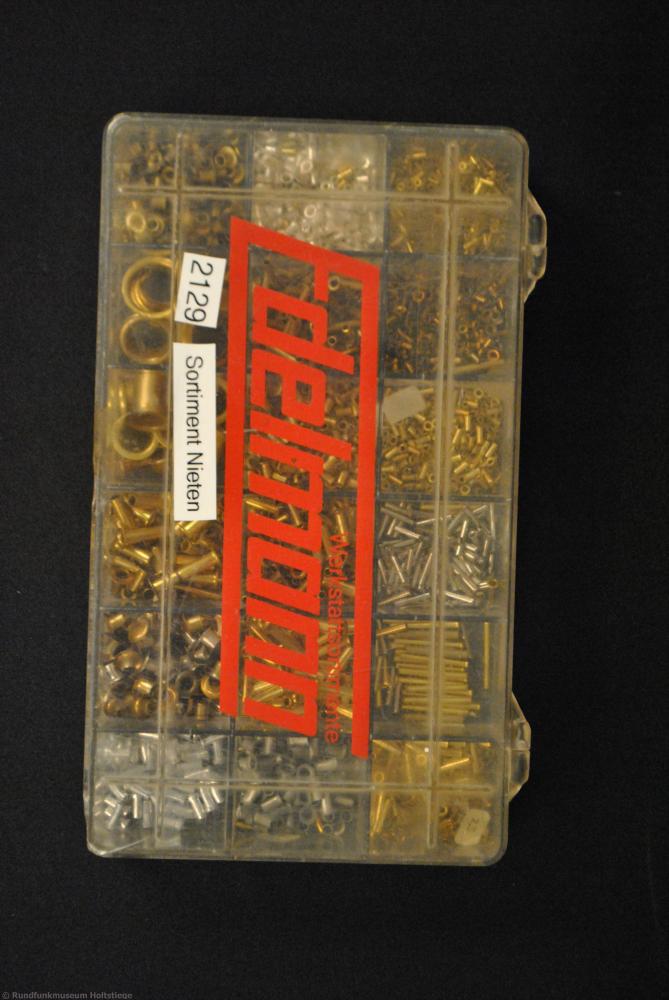 2129
Sortiment Nieten
Edelmann
Werkstattsortimente
© Rundfunkmuseum Holtstiege